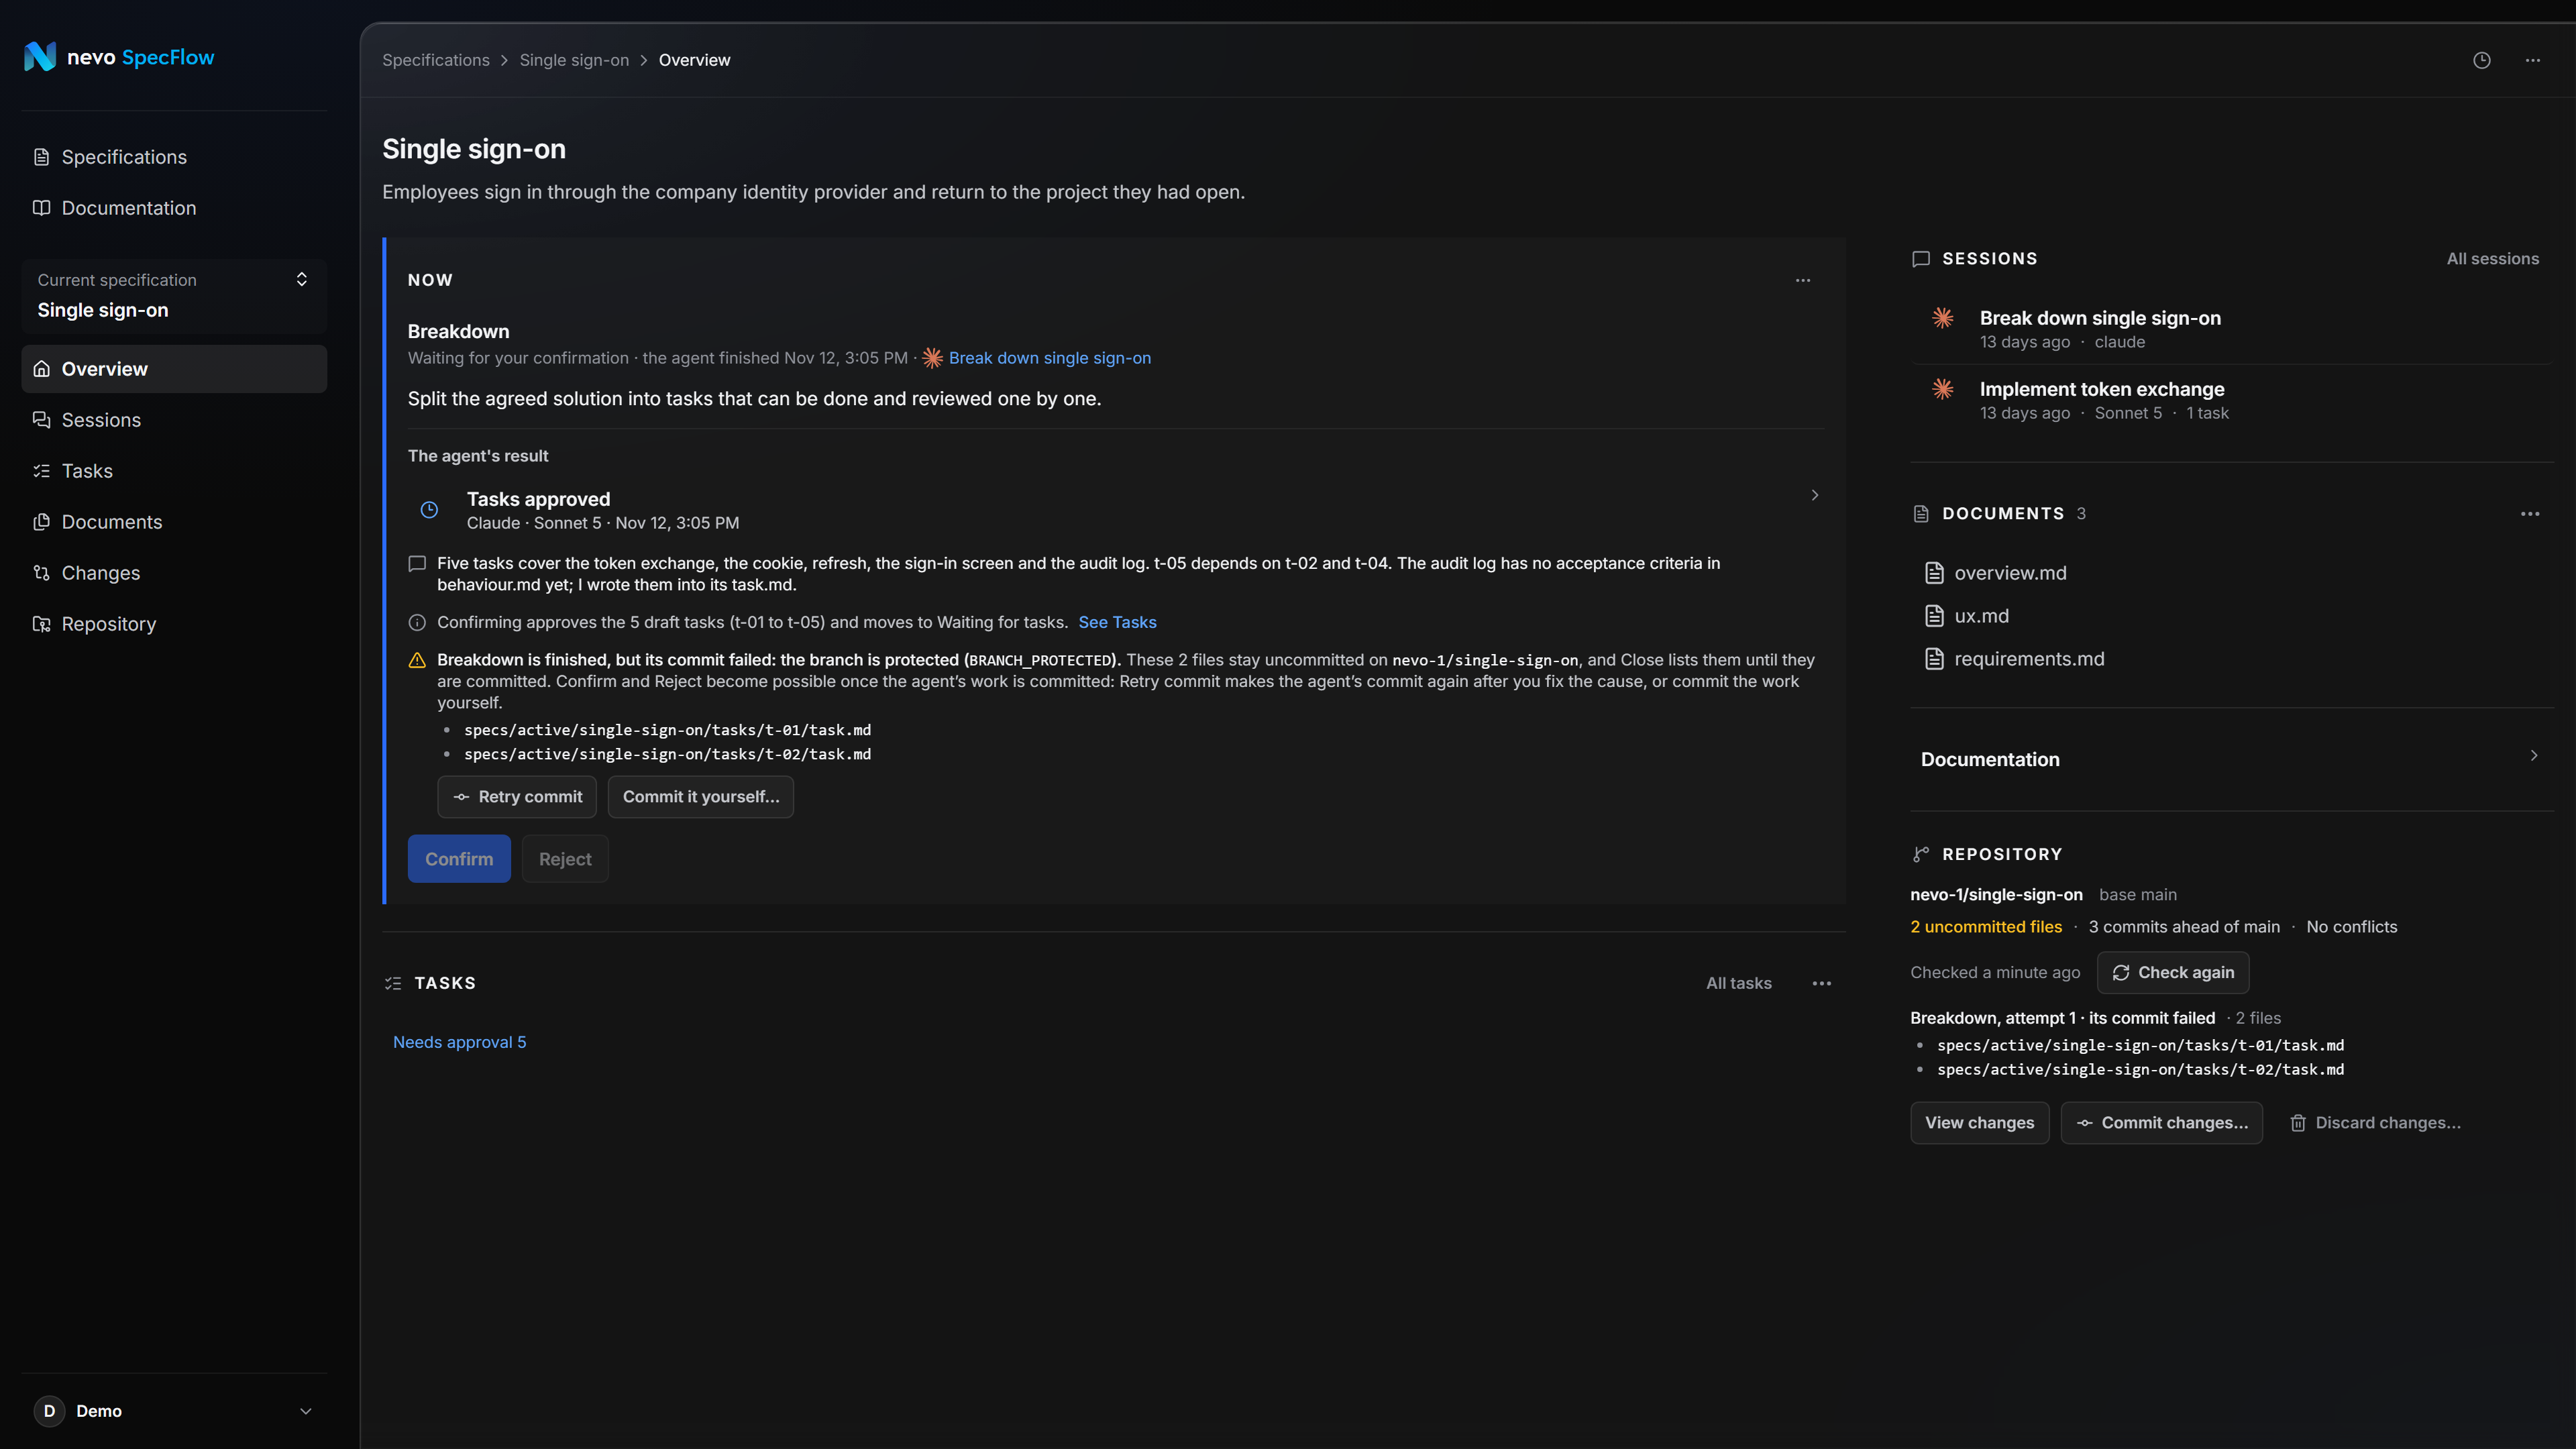 nevo SpecFlow
Specifications
Documentation
Current specification
Single sign-on
Overview
Sessions
Tasks
Documents
Changes
Repository
D Demo
Specifications > Single sign-on > Overview
Single sign-on
Employees sign in through the company identity provider and return to the project they had open.
NOW
Breakdown
Waiting for your confirmation · the agent finished Nov 12, 3:05 PM · Break down single sign-on
Split the agreed solution into tasks that can be done and reviewed one by one.
The agent's result
Tasks approved
Claude · Sonnet 5 · Nov 12, 3:05 PM
Five tasks cover the token exchange, the cookie, refresh, the sign-in screen and the audit log. t-05 depends on t-02 and t-04. The audit log has no acceptance criteria in
behaviour.md yet; I wrote them into its task.md.
Confirming approves the 5 draft tasks (t-01 to t-05) and moves to Waiting for tasks. See Tasks
Breakdown is finished, but its commit failed: the branch is protected (BRANCH_PROTECTED). These 2 files stay uncommitted on nevo-1/single-sign-on, and Close lists them until they
are committed. Confirm and Reject become possible once the agent’s work is committed: Retry commit makes the agent’s commit again after you fix the cause, or commit the work
yourself.
• specs/active/single-sign-on/tasks/t-01/task.md
• specs/active/single-sign-on/tasks/t-02/task.md
Retry commit Commit it yourself...
Confirm Reject
TASKS All tasks
Needs approval 5
SESSIONS All sessions
Break down single sign-on
13 days ago · claude
Implement token exchange
13 days ago · Sonnet 5 · 1 task
DOCUMENTS 3
overview.md
ux.md
requirements.md
Documentation
REPOSITORY
nevo-1/single-sign-on base main
2 uncommitted files · 3 commits ahead of main · No conflicts
Checked a minute ago Check again
Breakdown, attempt 1 · its commit failed · 2 files
• specs/active/single-sign-on/tasks/t-01/task.md
• specs/active/single-sign-on/tasks/t-02/task.md
View changes Commit changes... Discard changes...